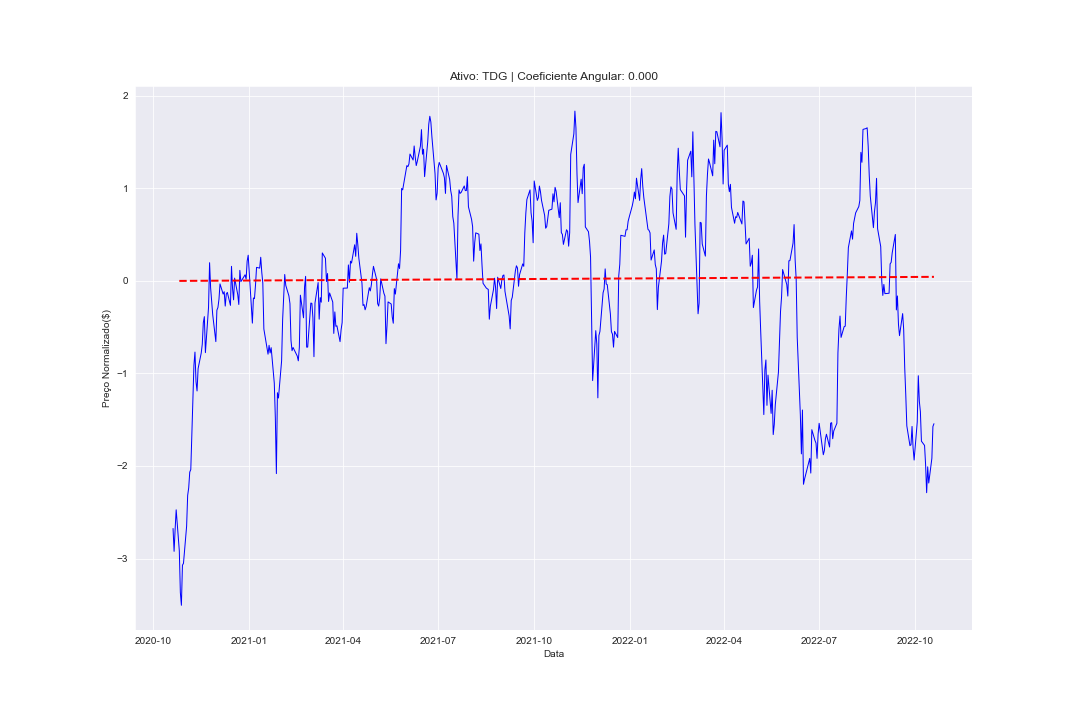 Ativo: TDG | Coeficiente Angular: 0.000
2
1
0
−1
−2
−3
Preço Normalizado($)
2020-10 2021-01 2021-04 2021-07 2021-10 2022-01 2022-04 2022-07 2022-10
Data